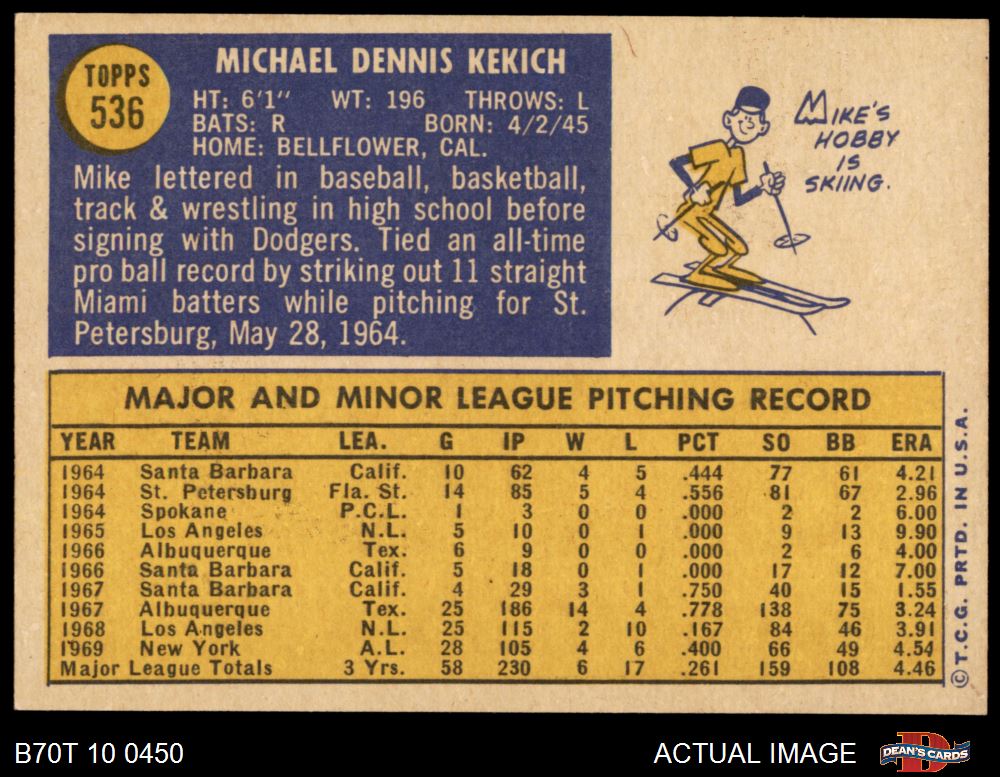 TOPPS
536
MICHAEL DENNIS KEKICH
HT: 6'1" WT: 196 THROWS: L
BATS: R BORN: 4/2/45
HOME: BELLFLOWER, CAL.
Mike lettered in baseball, basketball,
track & wrestling in high school before
signing with Dodgers. Tied an all-time
pro ball record by striking out 11 straight
Miami batters while pitching for St.
Petersburg, May 28, 1964.
MIKE'S
HOBBY
IS
SKIING.
MAJOR AND MINOR LEAGUE PITCHING RECORD
YEAR TEAM LEA. G IP W L PCT SO BB ERA
1964 Santa Barbara Calif. 10 62 4 5 .444 77 61 4.21
1964 St. Petersburg Fla. St. 14 85 5 4 .556 81 67 2.96
1964 Spokane P.C.L. 1 3 0 0 .000 2 2 6.00
1965 Los Angeles N.L. 5 10 0 1 .000 9 13 9.90
1966 Albuquerque Tex. 6 9 0 0 .000 2 6 4.00
1966 Santa Barbara Calif. 5 18 0 1 .000 17 12 7.00
1967 Santa Barbara Calif. 4 29 3 1 .750 40 15 1.55
1967 Albuquerque Tex. 25 186 14 4 .778 138 75 3.24
1968 Los Angeles N.L. 25 115 2 10 .167 84 46 3.91
1969 New York A.L. 28 105 4 6 .400 66 49 4.54
Major League Totals 3 Yrs. 58 230 6 17 .261 159 108 4.46
©T.C.G. PRTD. IN U.S.A.
B70T 10 0450
ACTUAL IMAGE
DEAN'S CARDS